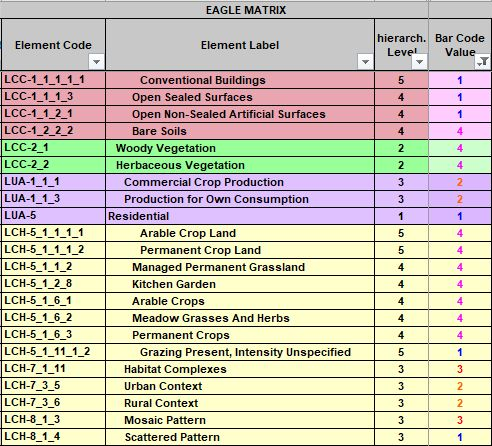 EAGLE MATRIX
Element Code Element Label hierarch. Level Bar Code Value
LCC-1_1_1_1_1 Conventional Buildings 5 1
LCC-1_1_1_3 Open Sealed Surfaces 4 1
LCC-1_1_2_1 Open Non-Sealed Artificial Surfaces 4 1
LCC-1_2_2_2 Bare Soils 4 4
LCC-2_1 Woody Vegetation 2 4
LCC-2_2 Herbaceous Vegetation 2 4
LUA-1_1_1 Commercial Crop Production 3 2
LUA-1_1_3 Production for Own Consumption 3 2
LUA-5 Residential 1 1
LCH-5_1_1_1_1 Arable Crop Land 5 4
LCH-5_1_1_1_2 Permanent Crop Land 5 4
LCH-5_1_1_2 Managed Permanent Grassland 4 4
LCH-5_1_2_8 Kitchen Garden 4 4
LCH-5_1_6_1 Arable Crops 4 4
LCH-5_1_6_2 Meadow Grasses And Herbs 4 4
LCH-5_1_6_3 Permanent Crops 4 4
LCH-5_1_11_1_2 Grazing Present, Intensity Unspecified 5 1
LCH-7_1_11 Habitat Complexes 3 3
LCH-7_3_5 Urban Context 3 2
LCH-7_3_6 Rural Context 3 2
LCH-8_1_3 Mosaic Pattern 3 3
LCH-8_1_4 Scattered Pattern 3 1